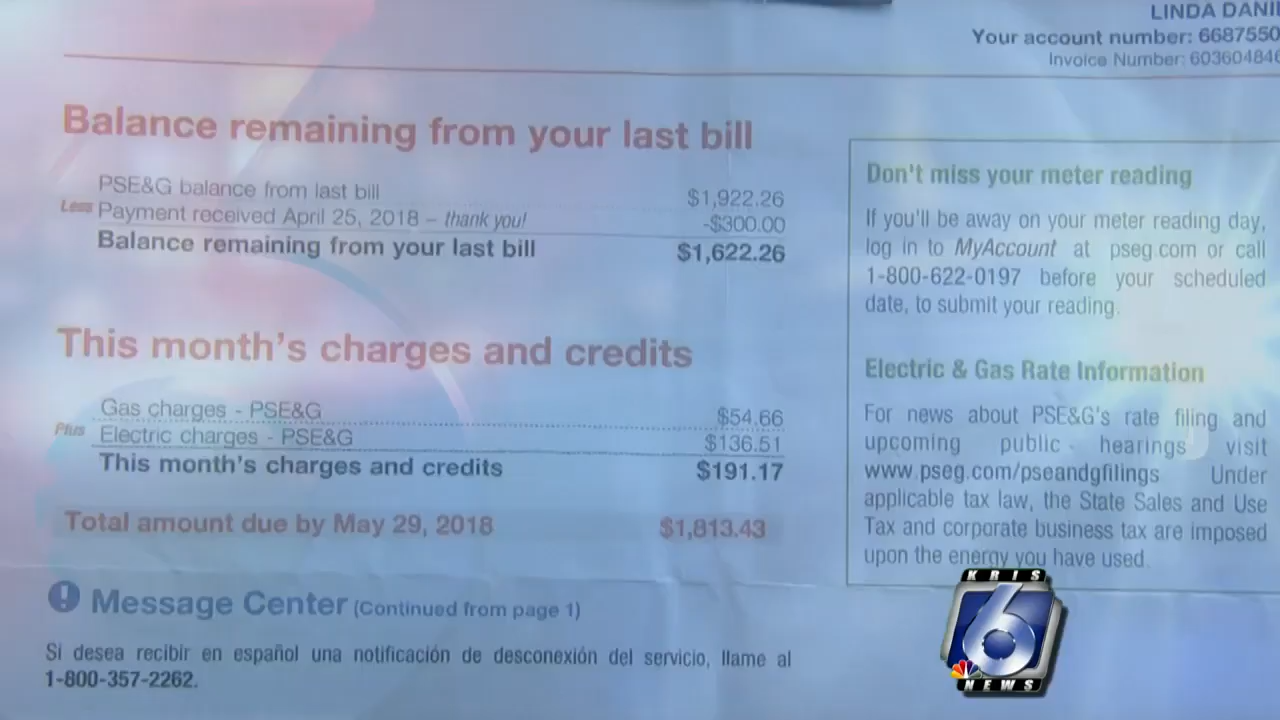 LINDA DANI
Your account number: 6687550
Invoice Number: 603604846
Balance remaining from your last bill
PSE&G balance from last bill $1,922.26
Less Payment received April 25, 2018 – thank you! -$300.00
Balance remaining from your last bill $1,622.26
This month's charges and credits
Gas charges - PSE&G $54.66
Plus Electric charges - PSE&G $136.51
This month's charges and credits $191.17
Total amount due by May 29, 2018 $1,813.43
Message Center (Continued from page 1)
Si desea recibir en español una notificación de desconexión del servicio, llame al
1-800-357-2262.
Don't miss your meter reading
If you'll be away on your meter reading day,
log in to MyAccount at pseg.com or call
1-800-622-0197 before your scheduled
date, to submit your reading.
Electric & Gas Rate Information
For news about PSE&G's rate filing and
upcoming public hearings visit
www.pseg.com/pseandgfilings Under
applicable tax law, the State Sales and Use
Tax and corporate business tax are imposed
upon the energy you have used.
KRIS
6
NEWS